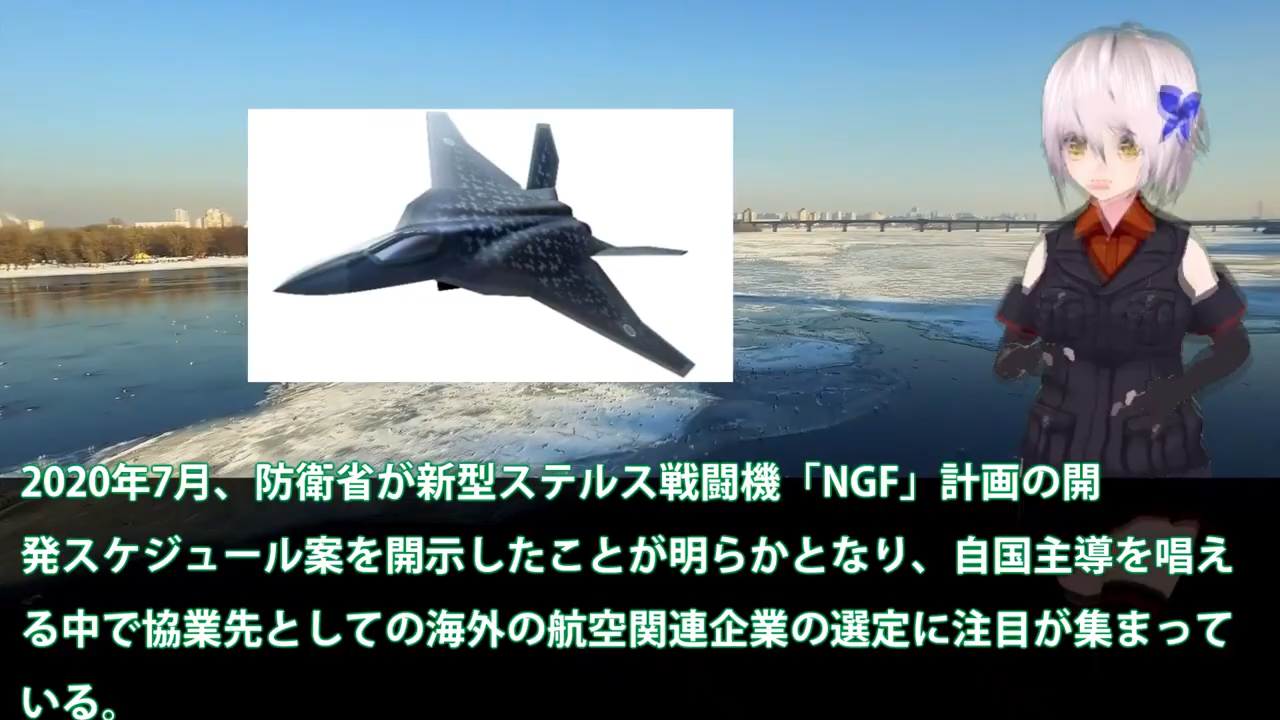 2020年7月、防衛省が新型ステルス戦闘機「NGF」計画の開
発スケジュール案を開示したことが明らかとなり、自国主導を唱え
る中で協業先としての海外の航空関連企業の選定に注目が集まって
いる。